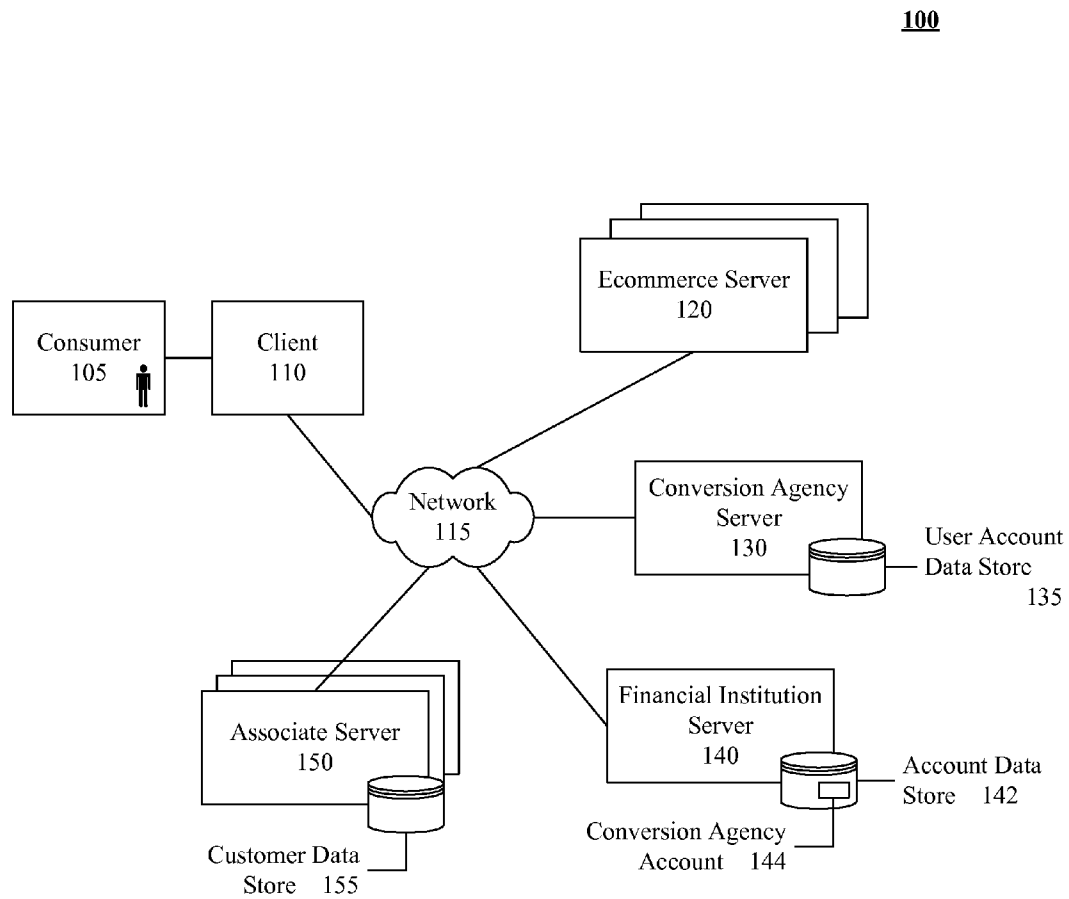 100
Ecommerce Server
120
Consumer
105
Client
110
Network
115
Conversion Agency
Server
130
User Account
Data Store
135
Associate Server
150
Customer Data
Store 155
Financial Institution
Server
140
Account Data
Store 142
Conversion Agency
Account 144